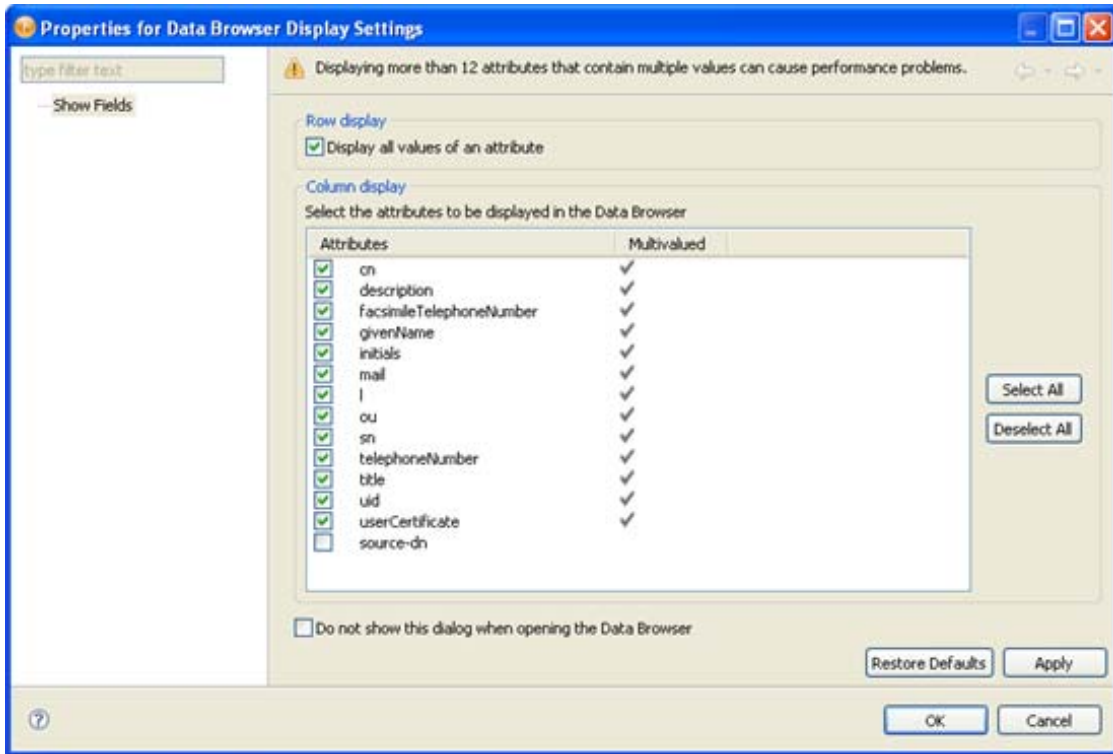 Properties for Data Browser Display Settings
type filter text
Displaying more than 12 attributes that contain multiple values can cause performance problems.
Show Fields
Row display
Display all values of an attribute
Column display
Select the attributes to be displayed in the Data Browser
Attributes Multivalued
cn
description
facsimileTelephoneNumber
givenName
initials
mail
l
ou
sn
telephoneNumber
title
uid
userCertificate
source-dn
Select All
Deselect All
Do not show this dialog when opening the Data Browser
Restore Defaults Apply
? OK Cancel